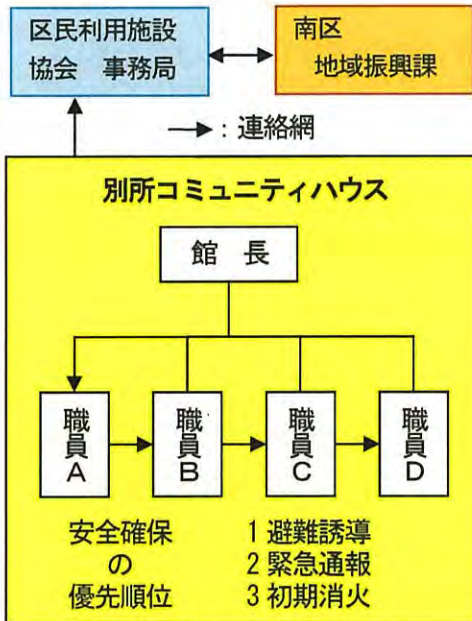 区民利用施設
協会 事務局
南区
地域振興課
→：連絡網
別所コミュニティハウス
館 長
職員A
職員B
職員C
職員D
安全確保
の
優先順位
1 避難誘導
2 緊急通報
3 初期消火